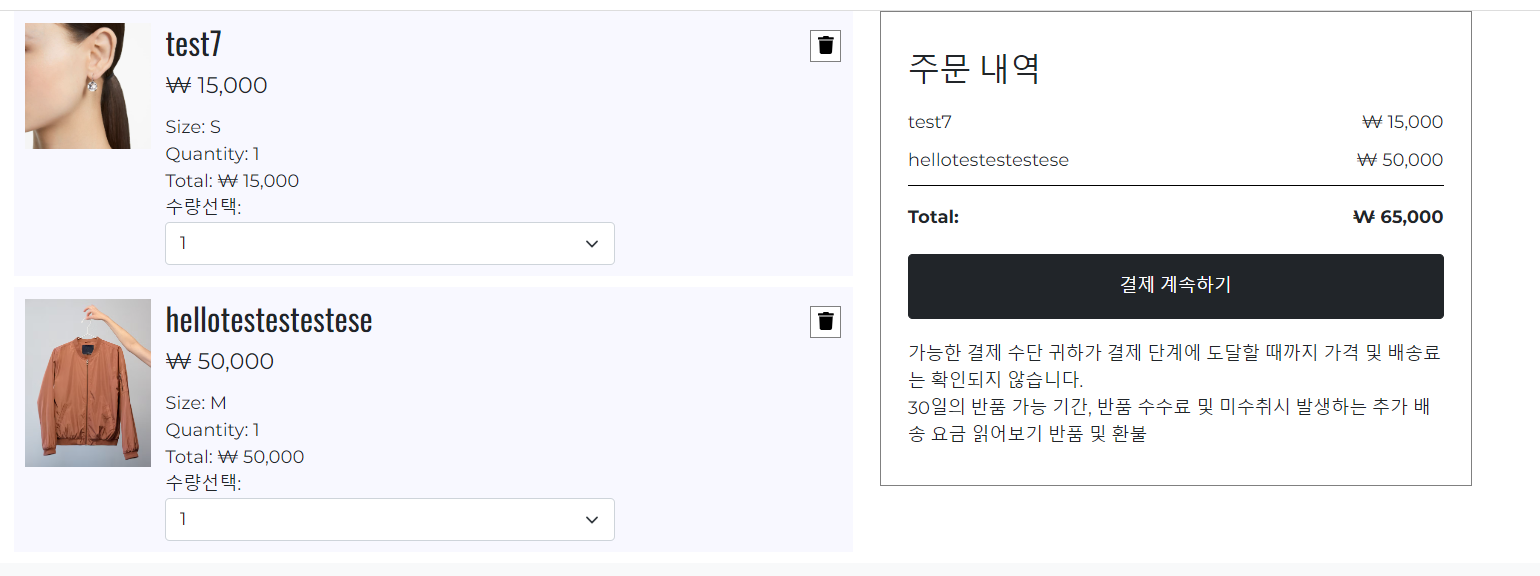 test7
₩ 15,000
Size: S
Quantity: 1
Total: ₩ 15,000
수량선택:
1
hellotestestestese
₩ 50,000
Size: M
Quantity: 1
Total: ₩ 50,000
수량선택:
1
주문 내역
test7 ₩ 15,000
hellotestestestese ₩ 50,000
Total: ₩ 65,000
결제 계속하기
가능한 결제 수단 귀하가 결제 단계에 도달할 때까지 가격 및 배송료
는 확인되지 않습니다.
30일의 반품 가능 기간, 반품 수수료 및 미수취시 발생하는 추가 배
송 요금 읽어보기 반품 및 환불